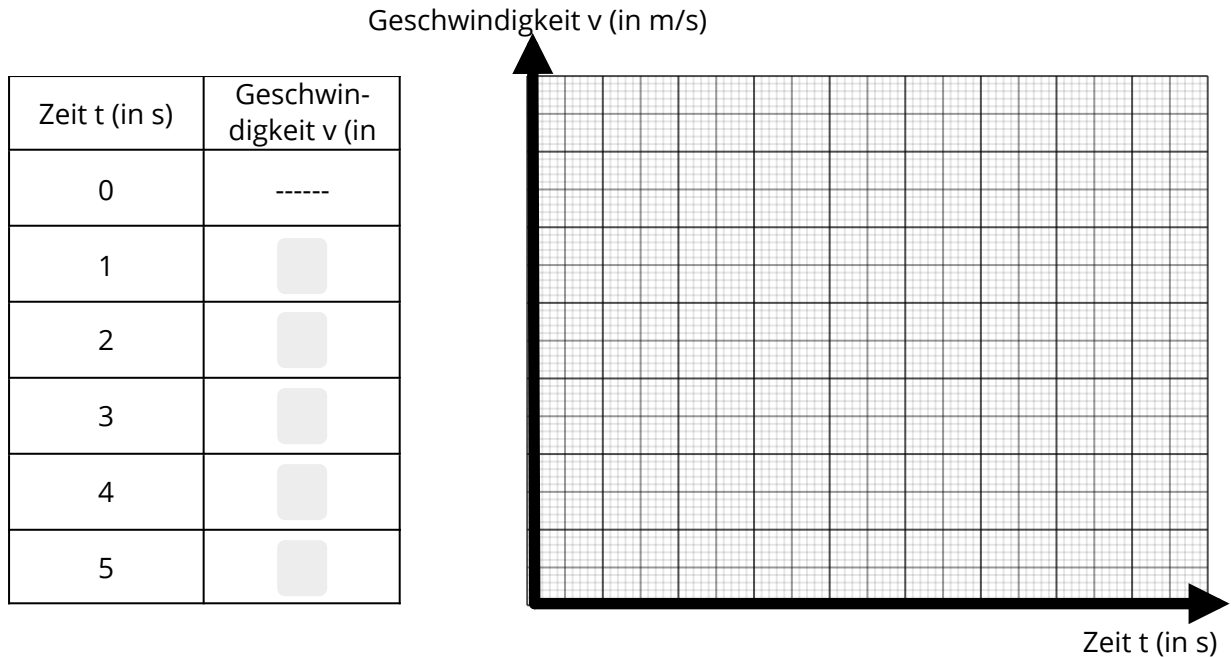 Geschwindigkeit v (in m/s)
Zeit t (in s)
Geschwin-
digkeit v (in
0
------
1
2
3
4
5
Zeit t (in s)